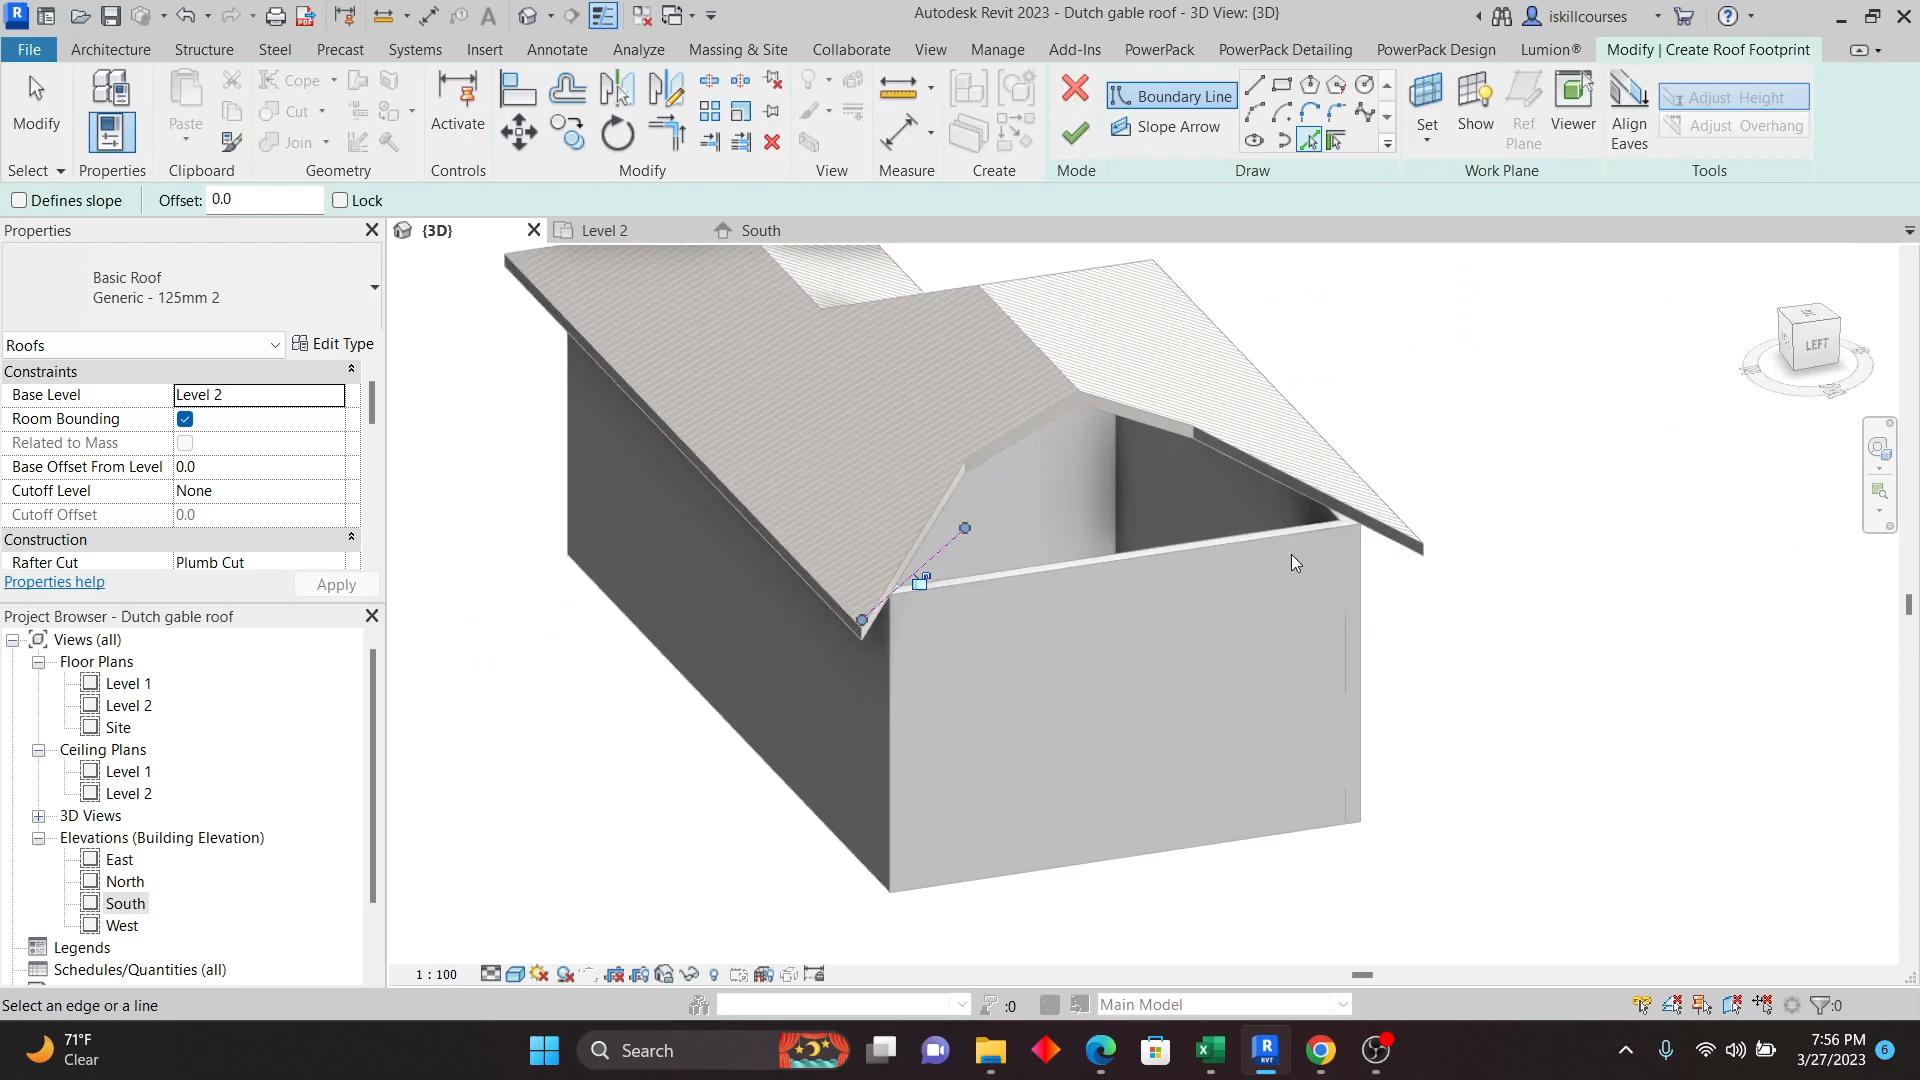 Autodesk Revit 2023 - Dutch gable roof - 3D View: {3D}
iskillcourses
File Architecture Structure Steel Precast Systems Insert Annotate Analyze Massing & Site Collaborate View Manage Add-Ins PowerPack PowerPack Detailing PowerPack Design Lumion® Modify | Create Roof Footprint
Modify Paste Cope Cut Join Activate Boundary Line Slope Arrow Set Show Ref Plane Viewer Align Eaves Adjust Height Adjust Overhang
Select Properties Clipboard Geometry Controls Modify View Measure Create Mode Draw Work Plane Tools
Defines slope Offset: 0.0 Lock
Properties
{3D} Level 2 South
Basic Roof
Generic - 125mm 2
Roofs Edit Type
Constraints
Base Level Level 2
Room Bounding
Related to Mass
Base Offset From Level 0.0
Cutoff Level None
Cutoff Offset 0.0
Construction
Rafter Cut Plumb Cut
Properties help Apply
LEFT
Project Browser - Dutch gable roof
Views (all)
Floor Plans
Level 1
Level 2
Site
Ceiling Plans
Level 1
Level 2
3D Views
Elevations (Building Elevation)
East
North
South
West
Legends
Schedules/Quantities (all)
1 : 100
Select an edge or a line :0 Main Model :0
71°F
Clear
Search
7:56 PM
3/27/2023
6